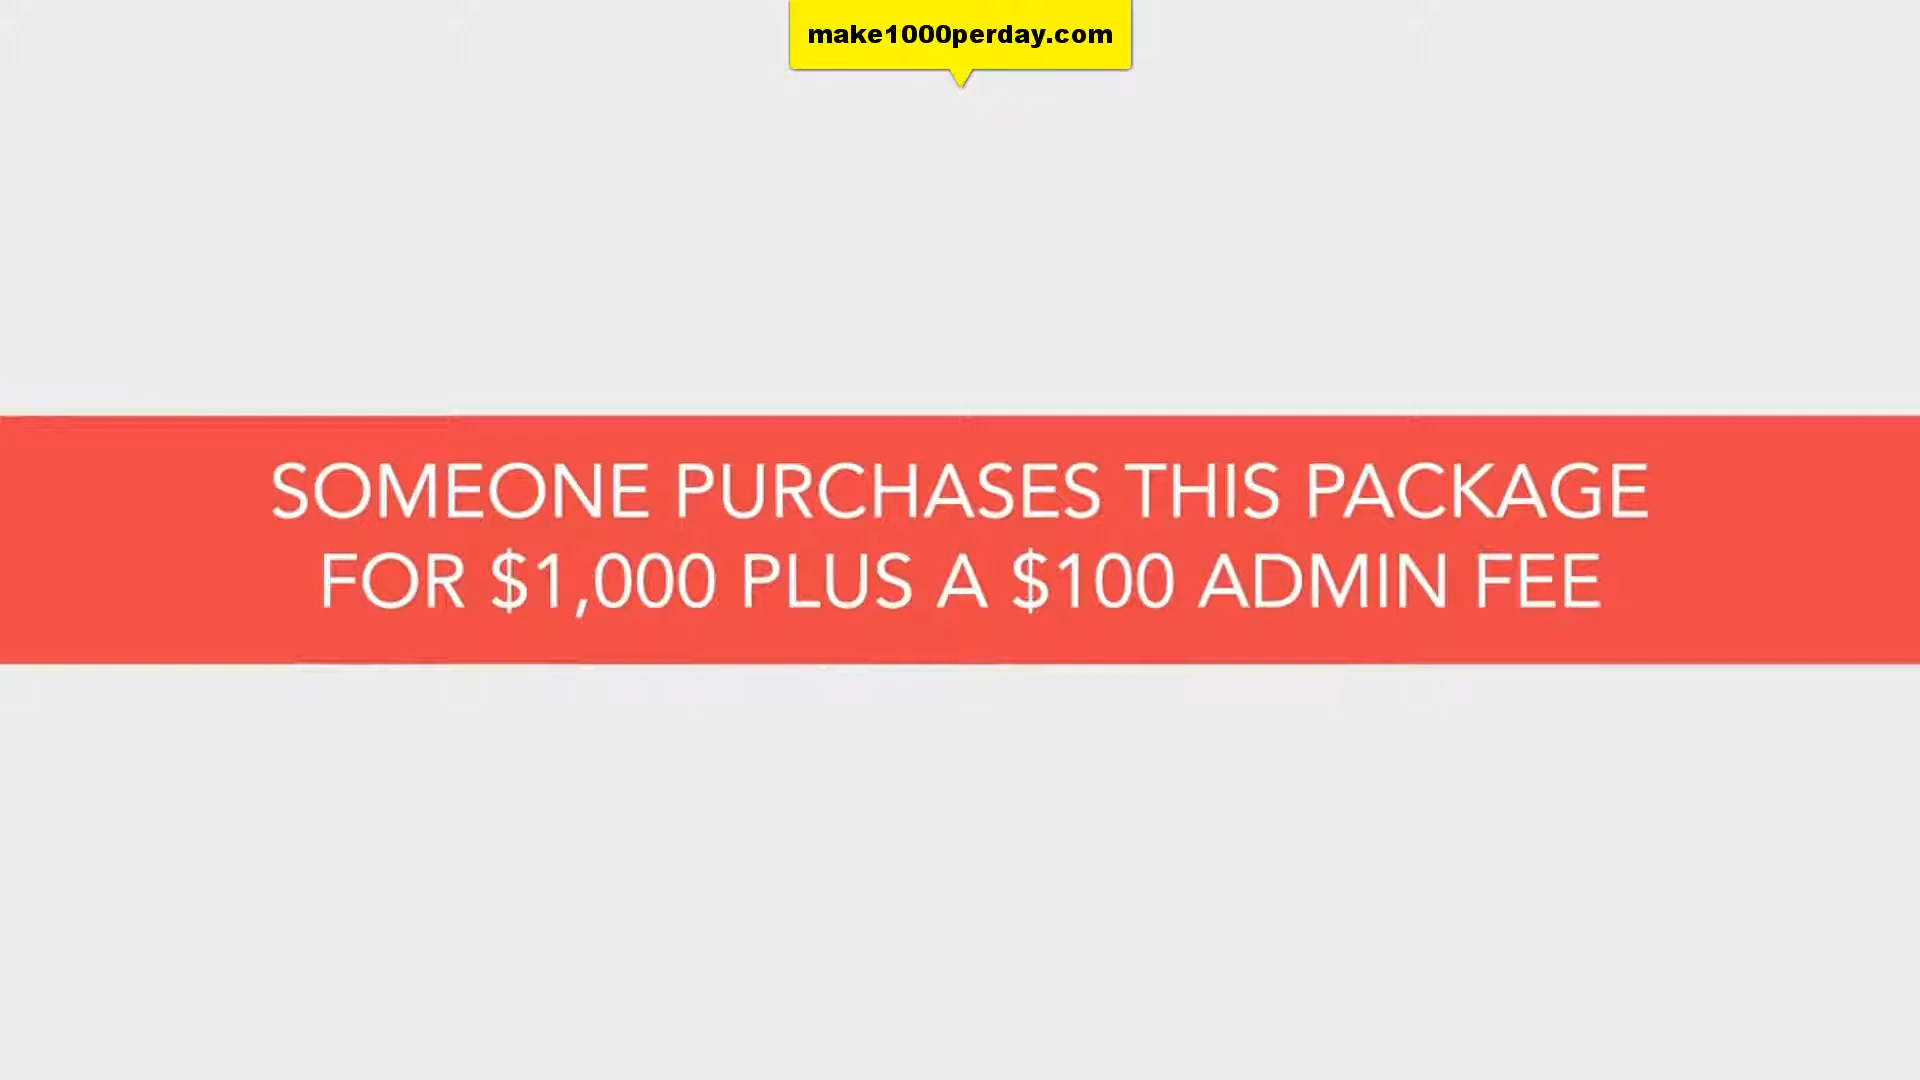 make1000perday.com
SOMEONE PURCHASES THIS PACKAGE
FOR $1,000 PLUS A $100 ADMIN FEE